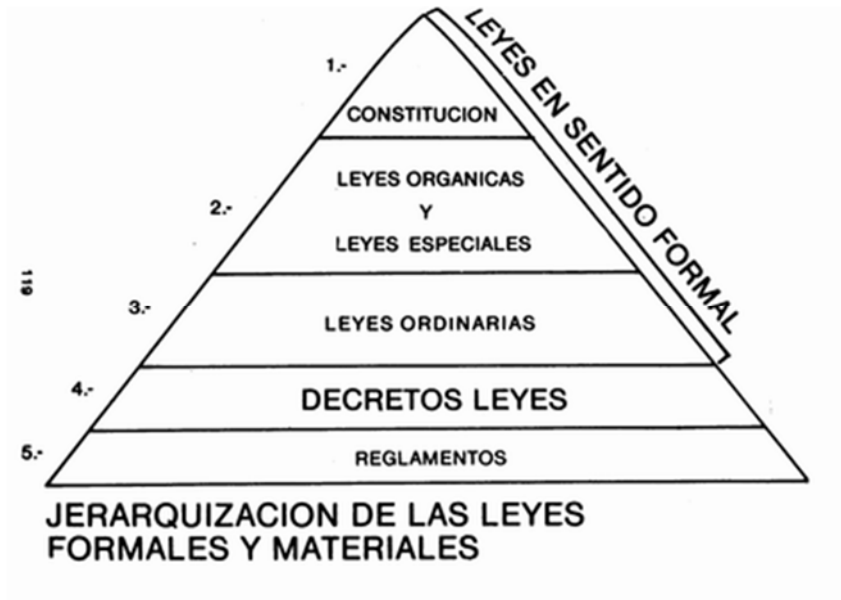 LEYES EN SENTIDO FORMAL
1.-
CONSTITUCION
2.-
LEYES ORGANICAS
Y
LEYES ESPECIALES
3.-
LEYES ORDINARIAS
4.-
DECRETOS LEYES
5.-
REGLAMENTOS
119
JERARQUIZACION DE LAS LEYES
FORMALES Y MATERIALES